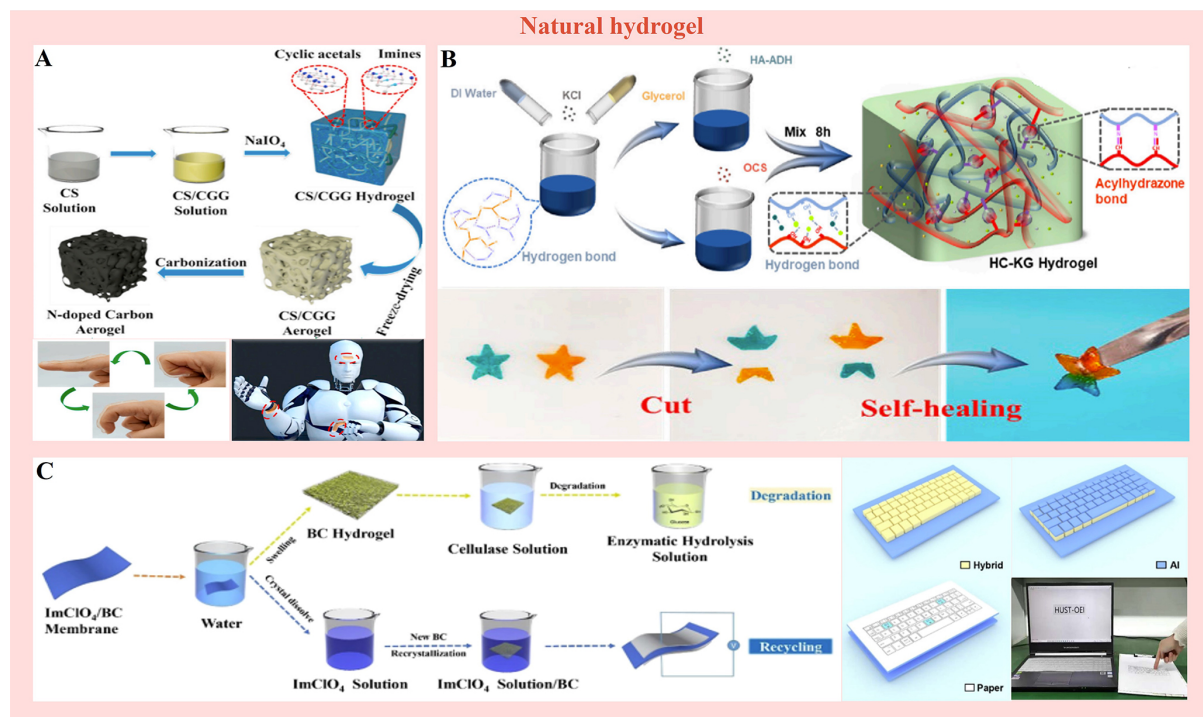 Natural hydrogel
A
Cyclic acetals
Imines
NaIO4
CS
Solution
CS/CGG
Solution
CS/CGG Hydrogel
Carbonization
Freeze-drying
N-doped Carbon
Aerogel
CS/CGG
Aerogel
B
DI Water
KCl
Glycerol
HA-ADH
Mix 8h
OCS
Hydrogen bond
Hydrogen bond
Acylhydrazone
bond
HC-KG Hydrogel
Cut
Self-healing
C
ImClO4/BC
Membrane
Water
Swelling
Crystal dissolve
BC Hydrogel
Cellulase Solution
Degradation
Enzymatic Hydrolysis
Solution
Degradation
ImClO4 Solution
New BC
Recrystallization
ImClO4 Solution/BC
V
Recycling
Hybrid
Al
Paper
HUST-OEI